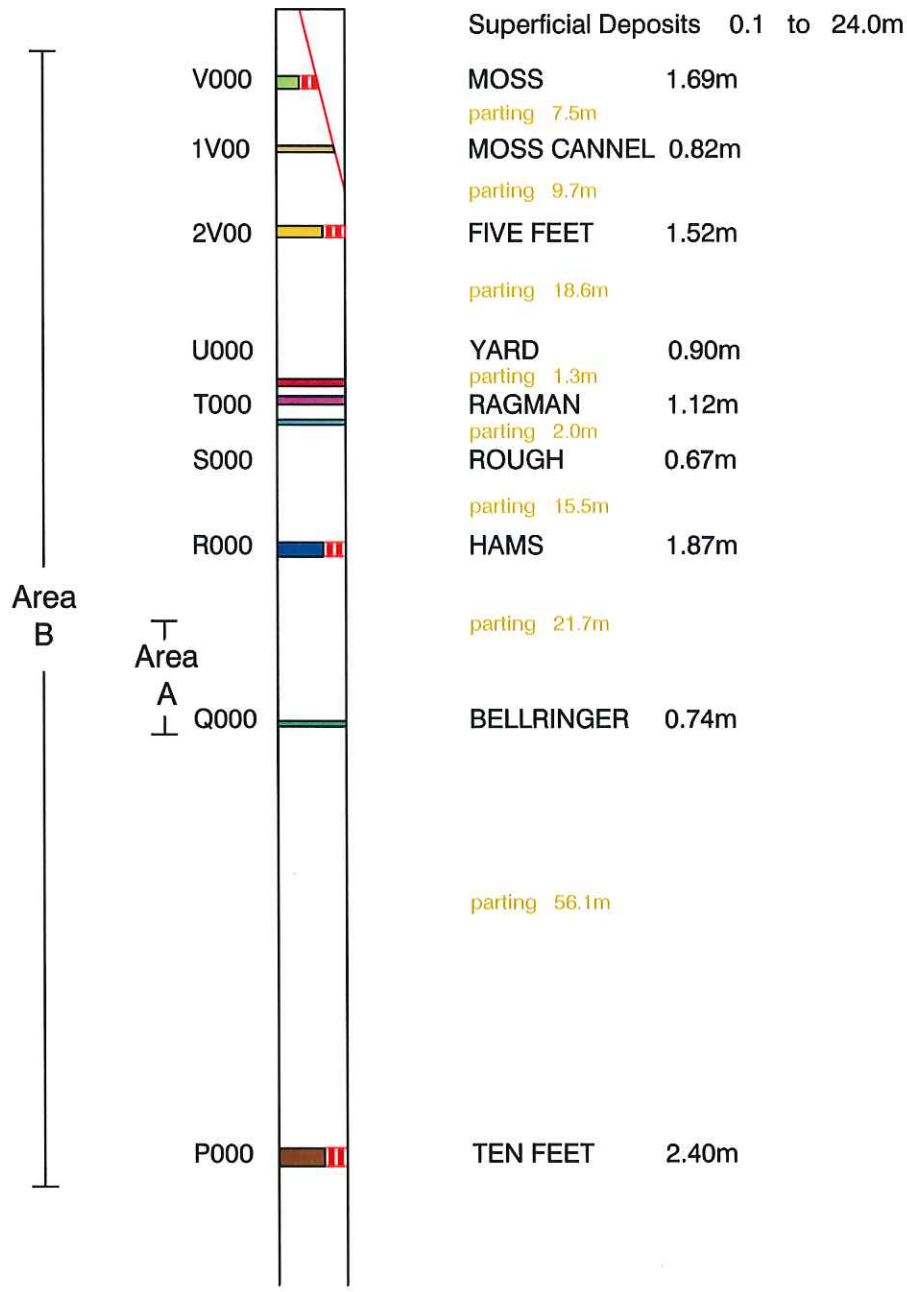 Superficial Deposits 0.1 to 24.0m
V000 MOSS 1.69m
parting 7.5m
1V00 MOSS CANNEL 0.82m
parting 9.7m
2V00 FIVE FEET 1.52m
parting 18.6m
U000 YARD 0.90m
parting 1.3m
T000 RAGMAN 1.12m
parting 2.0m
S000 ROUGH 0.67m
parting 15.5m
R000 HAMS 1.87m
Area
B
parting 21.7m
Area
A
Q000 BELLRINGER 0.74m
parting 56.1m
P000 TEN FEET 2.40m